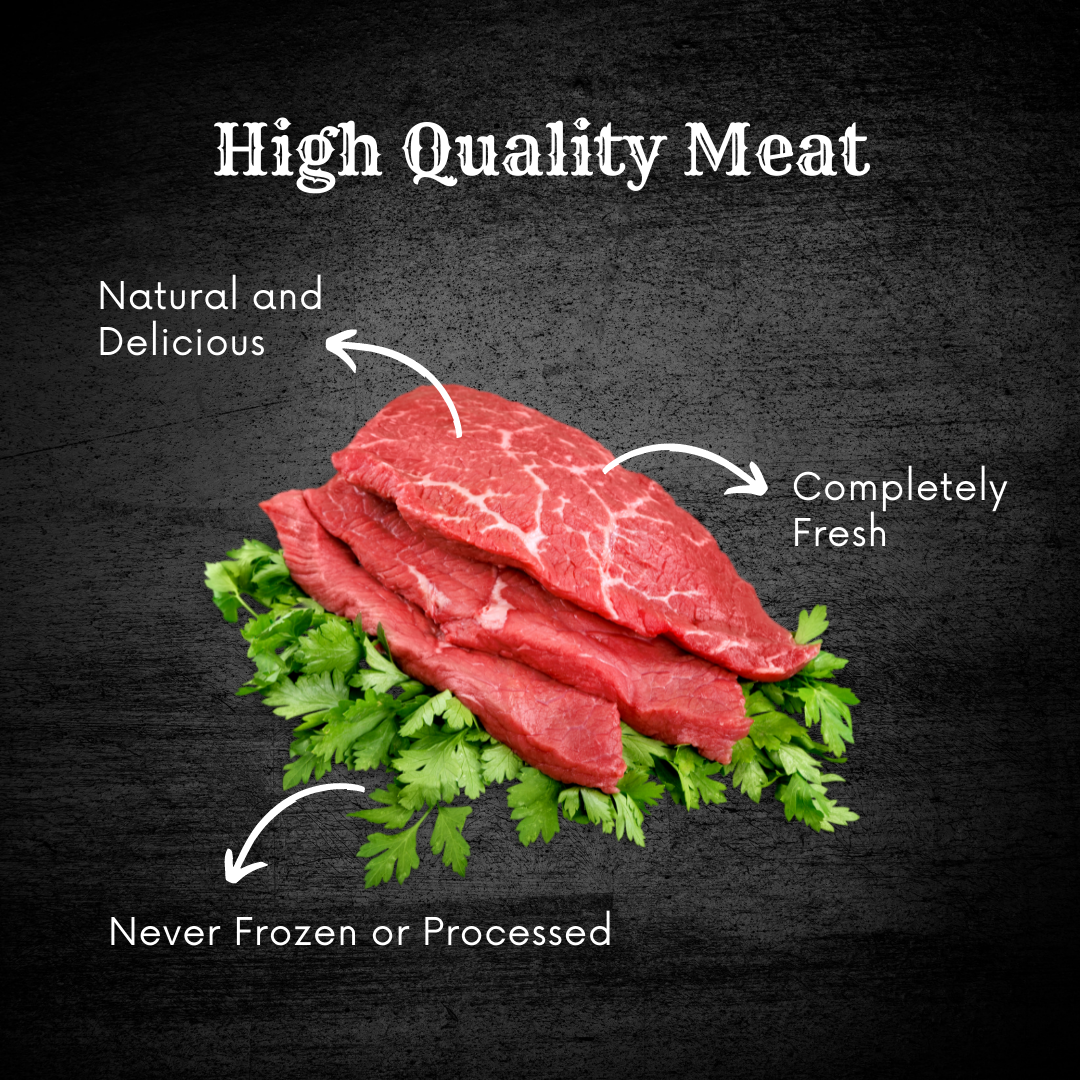 High Quality Meat
Natural and
Delicious
Completely
Fresh
Never Frozen or Processed